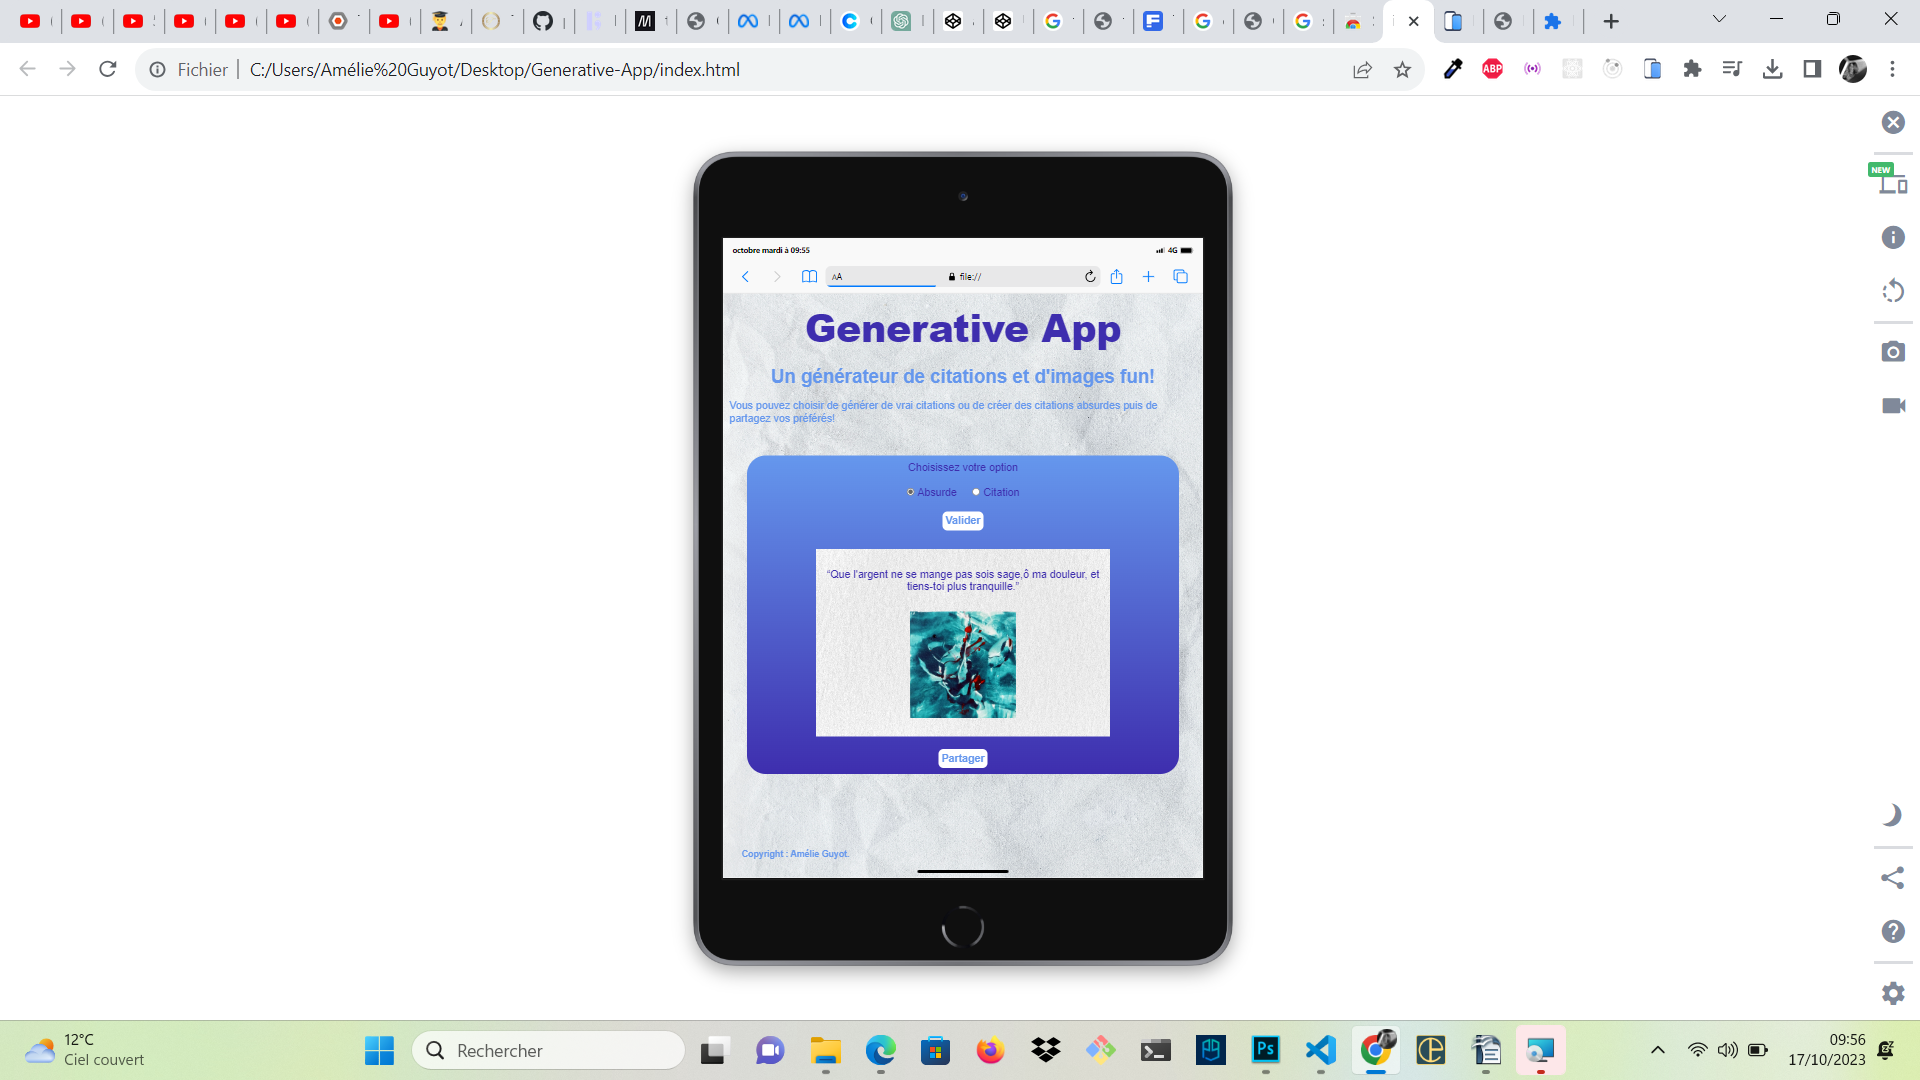 Fichier
C:/Users/Amélie%20Guyot/Desktop/Generative-App/index.html
ABP
NEW
octobre mardi à 09:55
4G
AA
file://
Generative App
Un générateur de citations et d'images fun!
Vous pouvez choisir de générer de vrai citations ou de créer des citations absurdes puis de
partagez vos préférés!
Choisissez votre option
Absurde
Citation
Valider
“Que l'argent ne se mange pas sois sage,ô ma douleur, et
tiens-toi plus tranquille.”
Partager
Copyright : Amélie Guyot.
12°C
Ciel couvert
Rechercher
Ps
09:56
17/10/2023